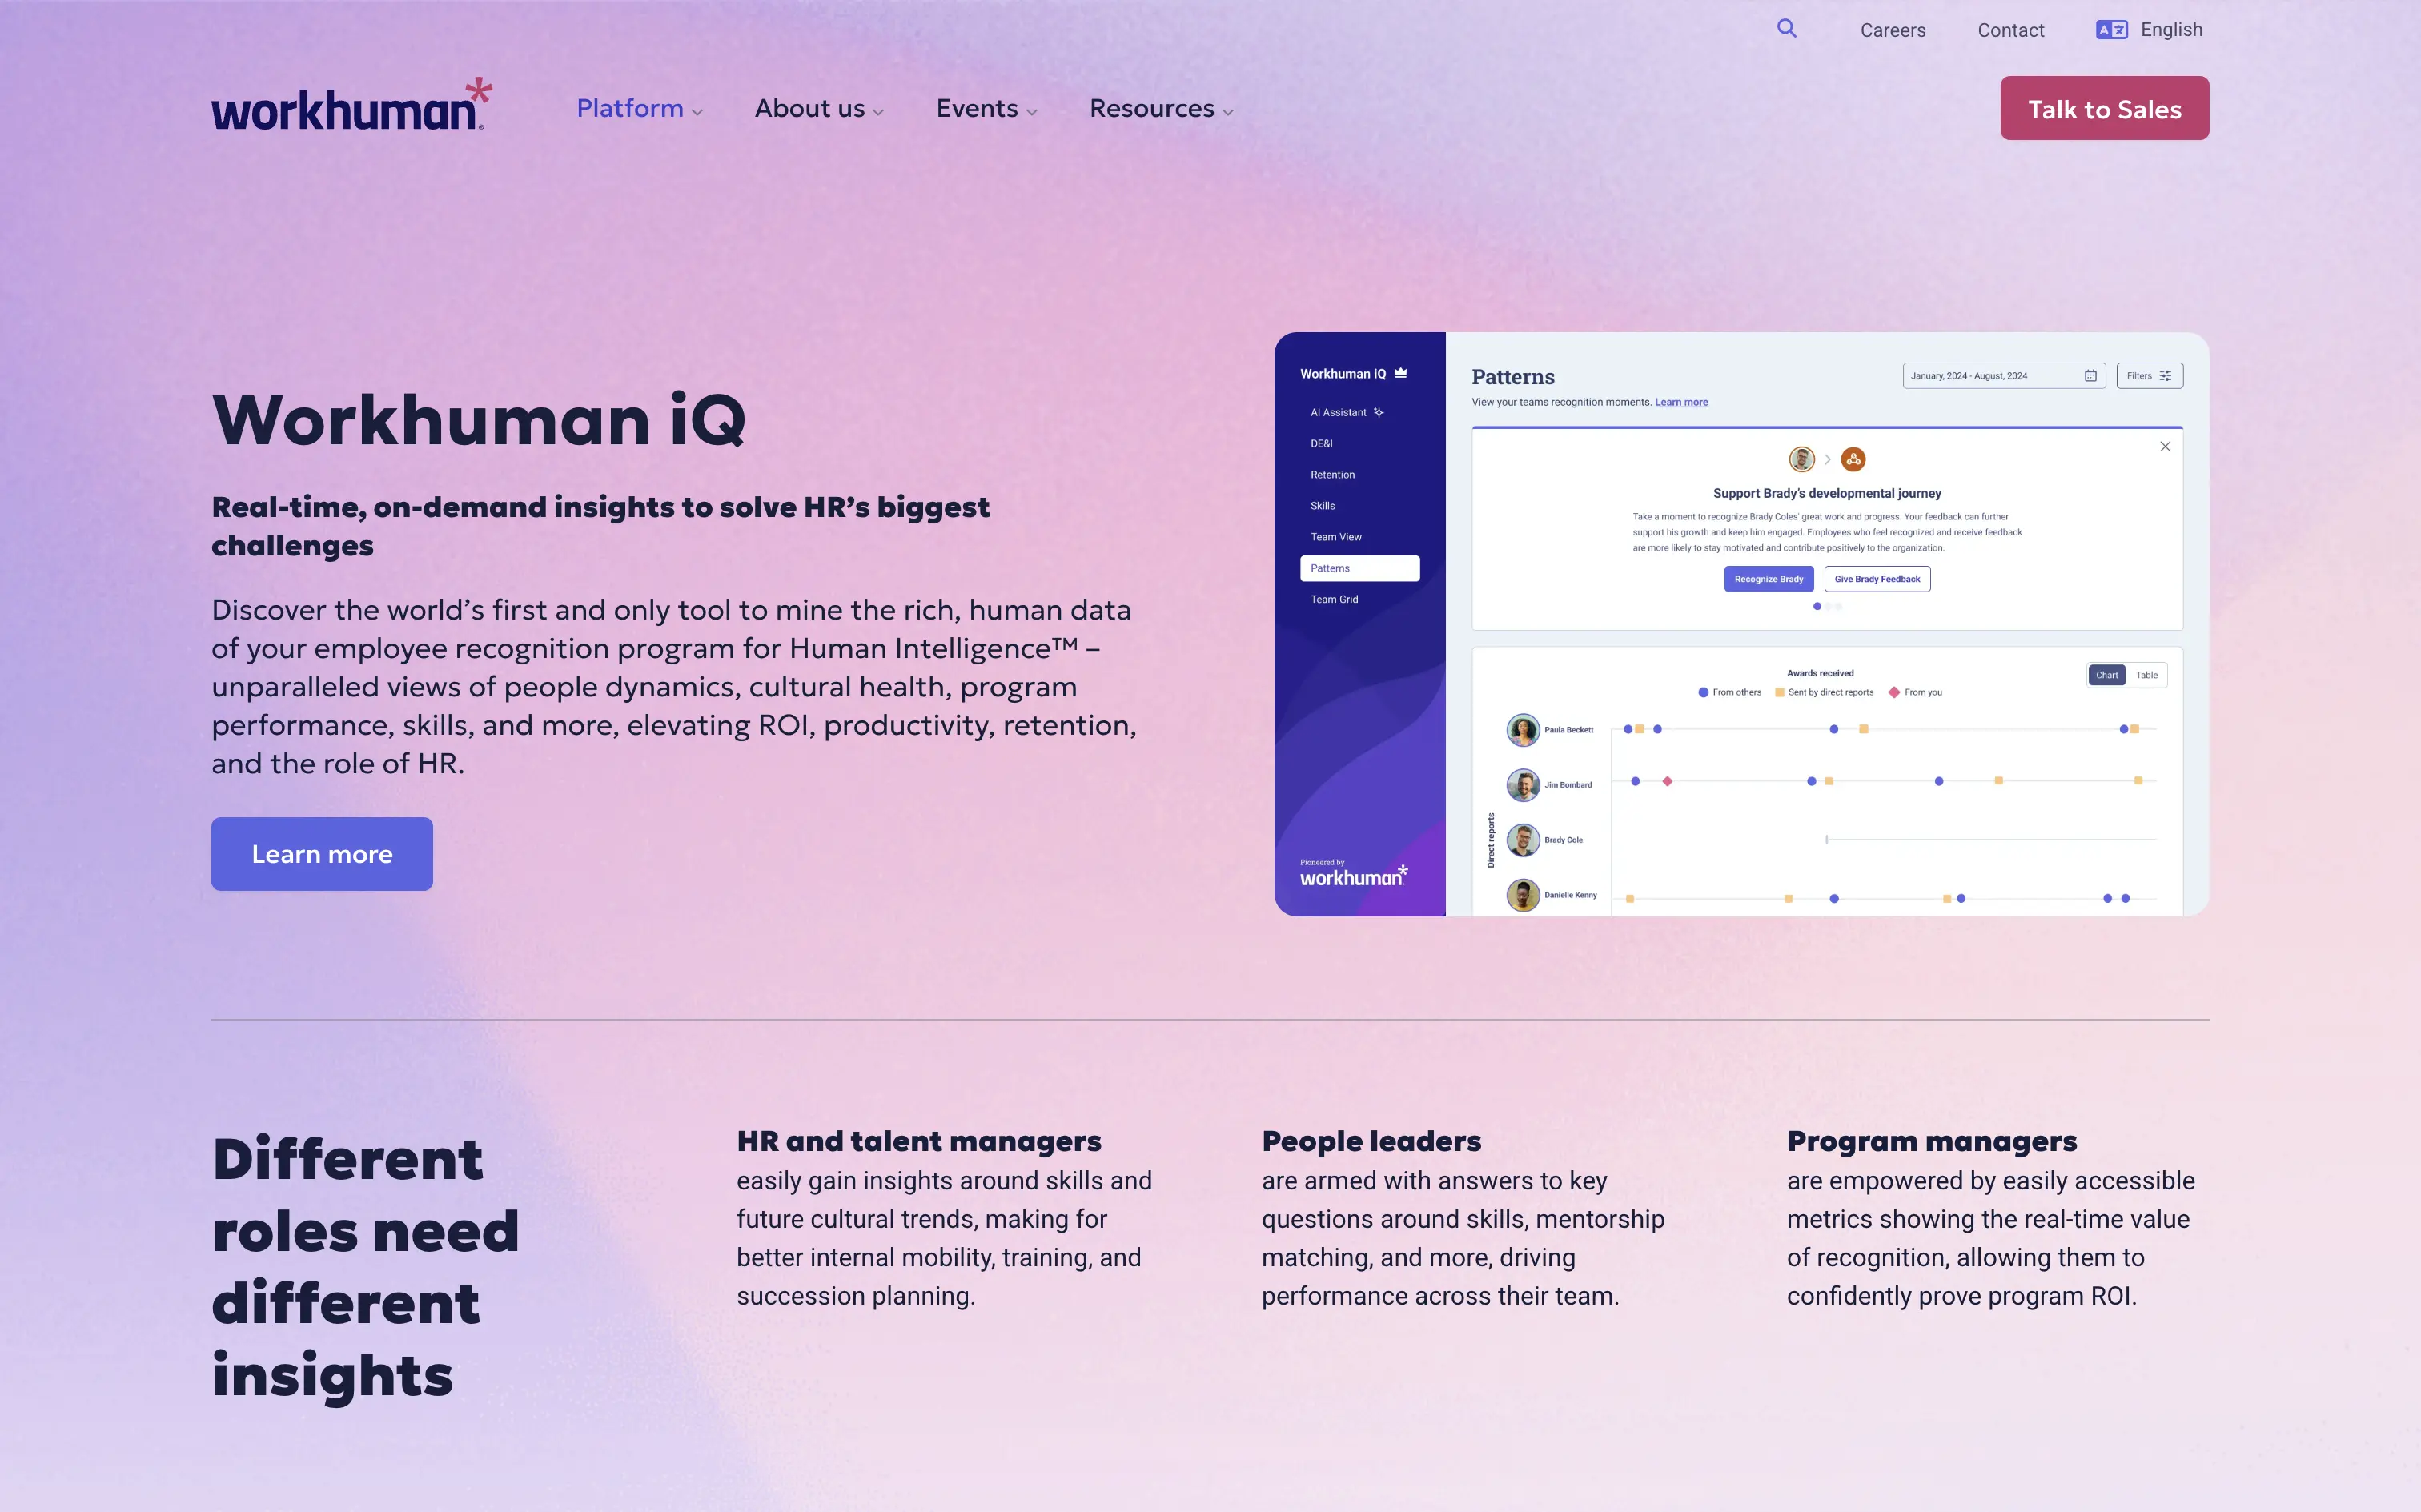 Careers
Contact
English
workhuman*
Platform
About us
Events
Resources
Talk to Sales
Workhuman iQ
Real-time, on-demand insights to solve HR’s biggest
challenges
Discover the world’s first and only tool to mine the rich, human data
of your employee recognition program for Human Intelligence™ –
unparalleled views of people dynamics, cultural health, program
performance, skills, and more, elevating ROI, productivity, retention,
and the role of HR.
Learn more
Workhuman iQ
AI Assistant
DE&I
Retention
Skills
Team View
Patterns
Team Grid
Pioneered by
workhuman*
Patterns
View your teams recognition moments. Learn more
January, 2024 - August, 2024
Filters
Support Brady’s developmental journey
Take a moment to recognize Brady Coles’ great work and progress. Your feedback can further
support his growth and keep him engaged. Employees who feel recognized and receive feedback
are more likely to stay motivated and contribute positively to the organization.
Recognize Brady
Give Brady Feedback
Awards received
From others
Sent by direct reports
From you
Chart
Table
Direct reports
Paula Beckett
Jim Bombard
Brady Cole
Danielle Kenny
Different
roles need
different
insights
HR and talent managers
easily gain insights around skills and
future cultural trends, making for
better internal mobility, training, and
succession planning.
People leaders
are armed with answers to key
questions around skills, mentorship
matching, and more, driving
performance across their team.
Program managers
are empowered by easily accessible
metrics showing the real-time value
of recognition, allowing them to
confidently prove program ROI.